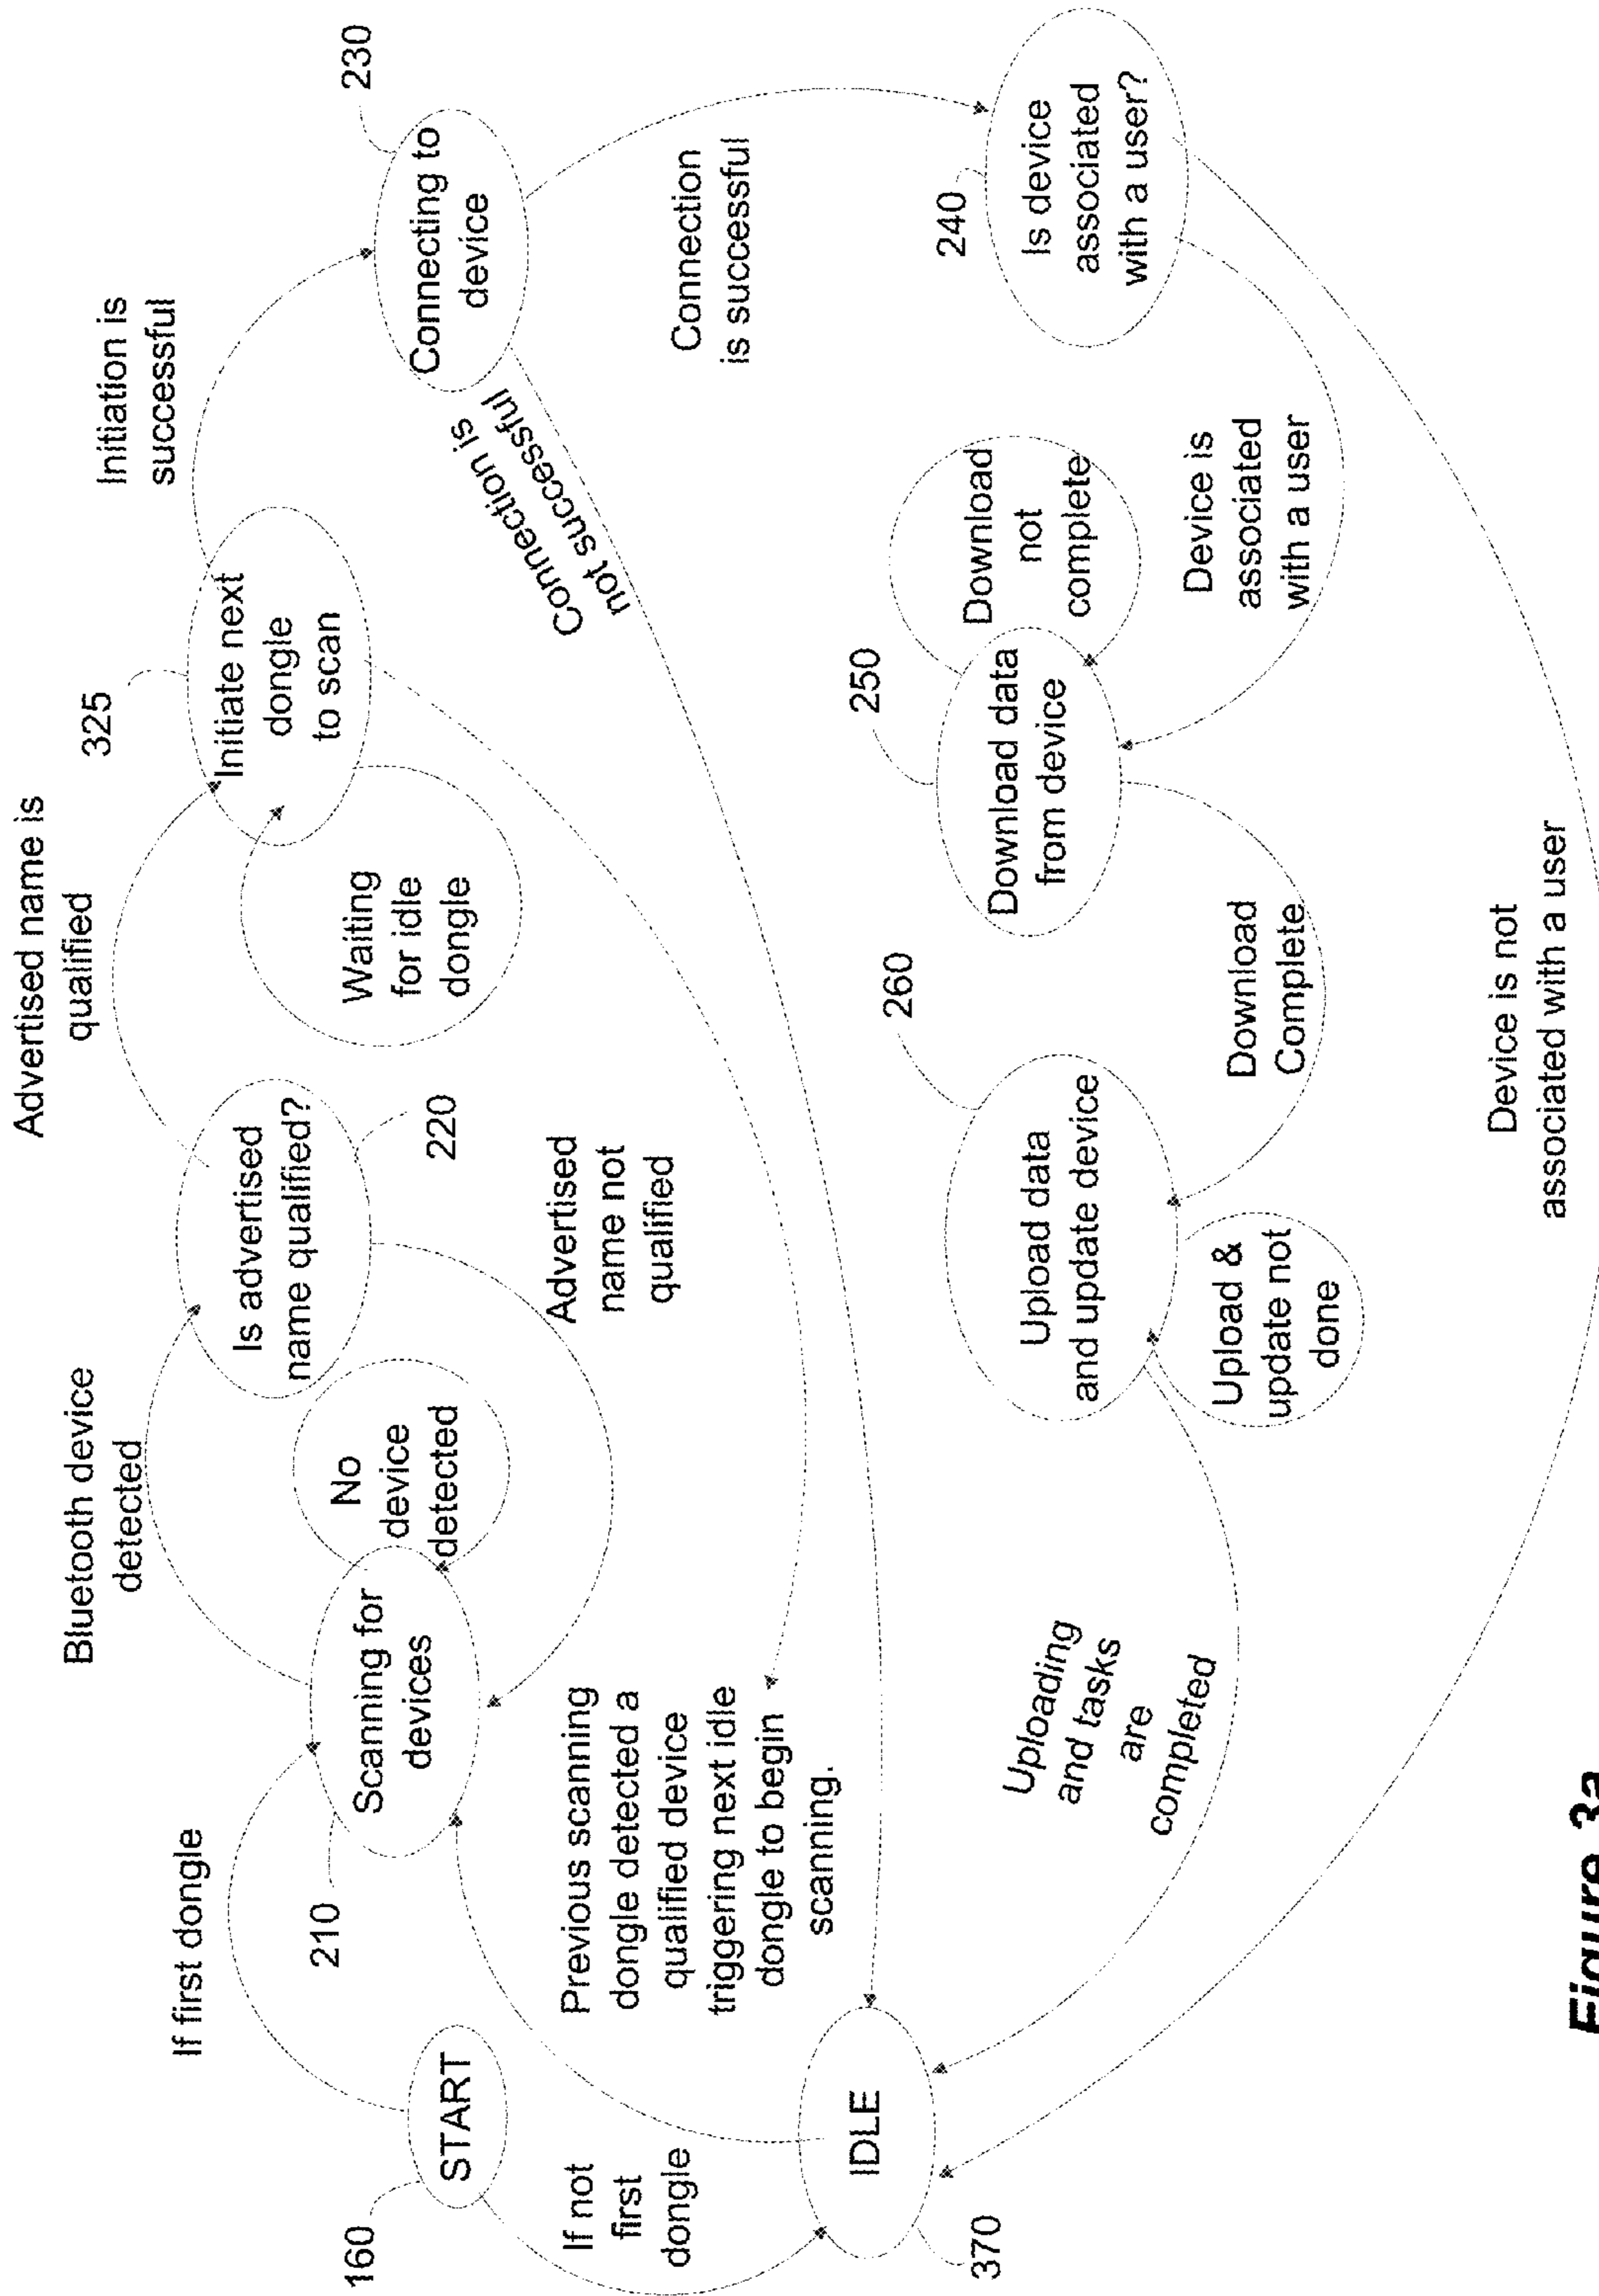 Advertised name is
qualified
Bluetooth device
detected
If first dongle
Initiation is
successful
325
Initiate next
dongle
to scan
Is advertised
name qualified?
220
Waiting
for idle
dongle
No
device
detected
Scanning for
devices
210
START
160
If not
first
dongle
Connecting to
device
230
Connection is
not successful
Advertised
name not
qualified
Previous scanning
dongle detected a
qualified device
triggering next idle
dongle to begin
scanning.
Connection
is successful
IDLE
370
240
Is device
associated
with a user?
250
Download data
from device
Download
not
complete
Device is
associated
with a user
260
Upload data
and update device
Download
Complete
Upload &
update not
done
Uploading
and tasks
are
completed
Device is not
associated with a user
Figure 3a